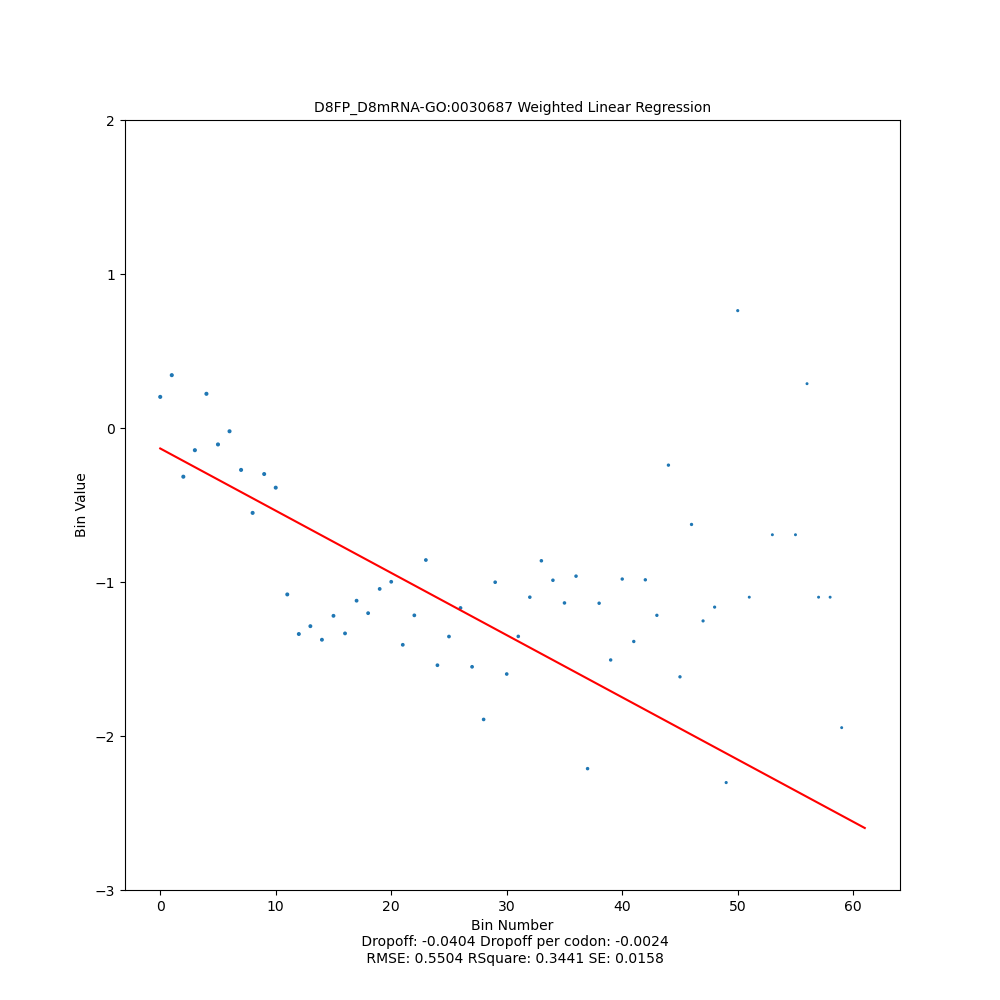 D8FP_D8mRNA-GO:0030687 Weighted Linear Regression
2
1
0
−1
−2
−3
Bin Value
0 10 20 30 40 50 60
Bin Number
Dropoff: -0.0404 Dropoff per codon: -0.0024
RMSE: 0.5504 RSquare: 0.3441 SE: 0.0158